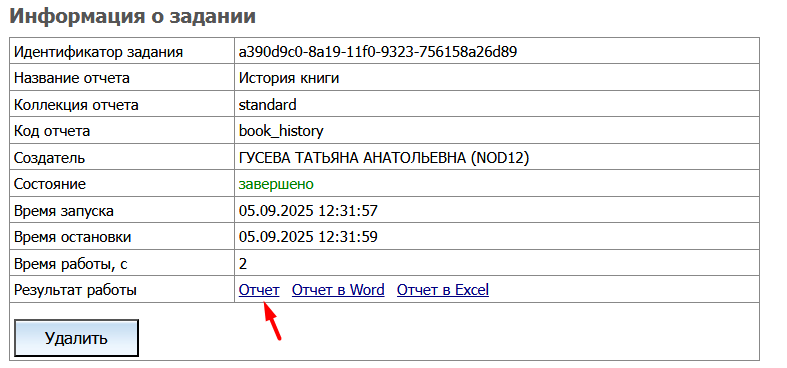 Информация о задании
Идентификатор задания a390d9c0-8a19-11f0-9323-756158a26d89
Название отчета История книги
Коллекция отчета standard
Код отчета book_history
Создатель ГУСЕВА ТАТЬЯНА АНАТОЛЬЕВНА (NOD12)
Состояние завершено
Время запуска 05.09.2025 12:31:57
Время остановки 05.09.2025 12:31:59
Время работы, с 2
Результат работы Отчет Отчет в Word Отчет в Excel
Удалить